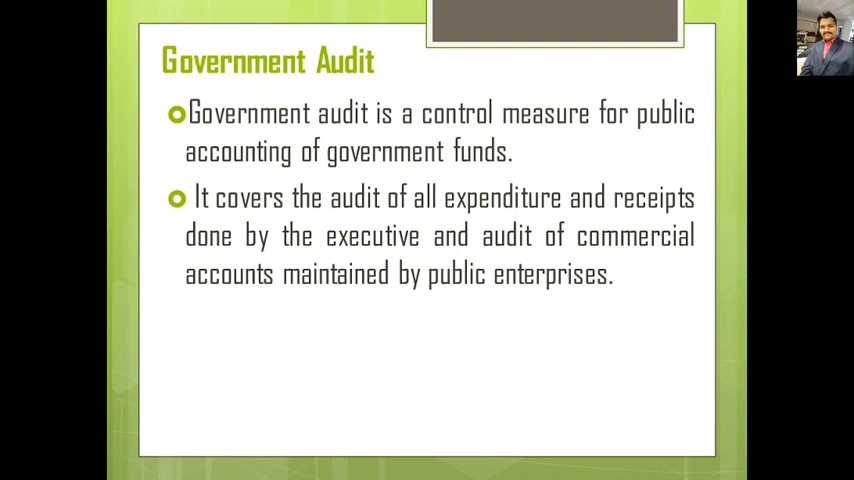 Government Audit
Government audit is a control measure for public
accounting of government funds.
It covers the audit of all expenditure and receipts
done by the executive and audit of commercial
accounts maintained by public enterprises.